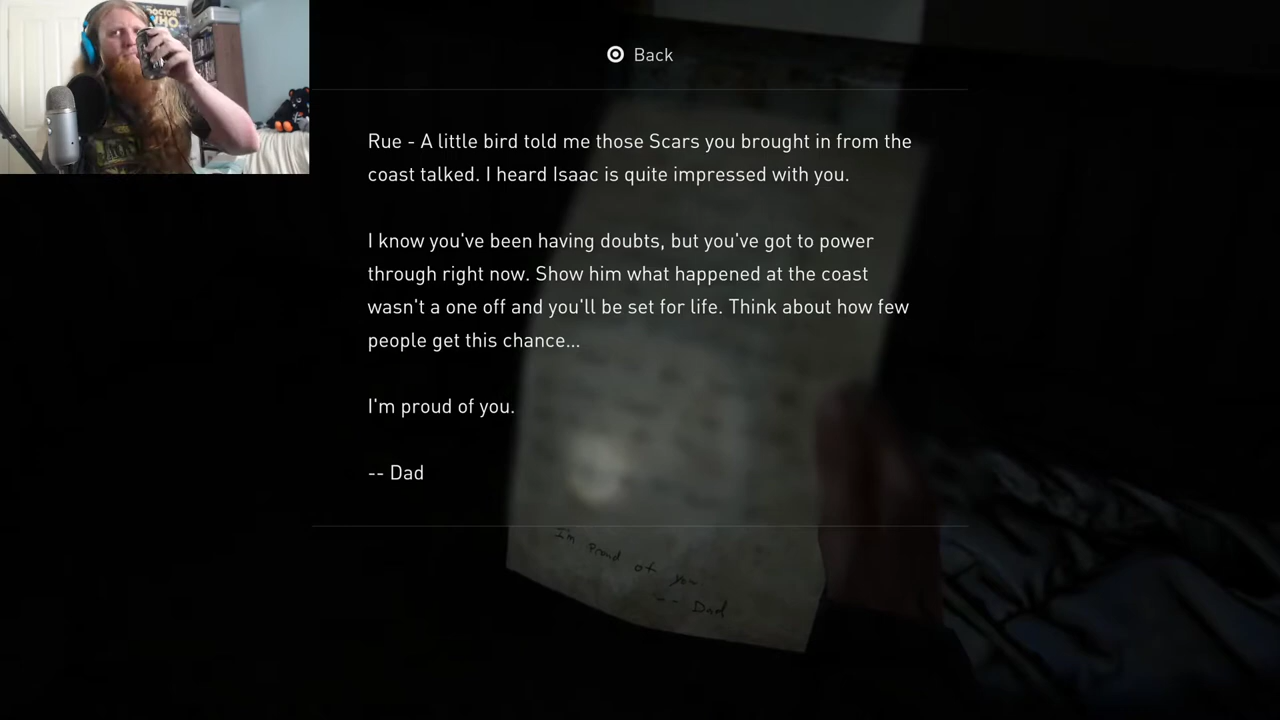 DOCTOR
WHO
Back
Rue - A little bird told me those Scars you brought in from the
coast talked. I heard Isaac is quite impressed with you.
I know you've been having doubts, but you've got to power
through right now. Show him what happened at the coast
wasn't a one off and you'll be set for life. Think about how few
people get this chance...
I'm proud of you.
-- Dad
I'm proud of you
-- Dad